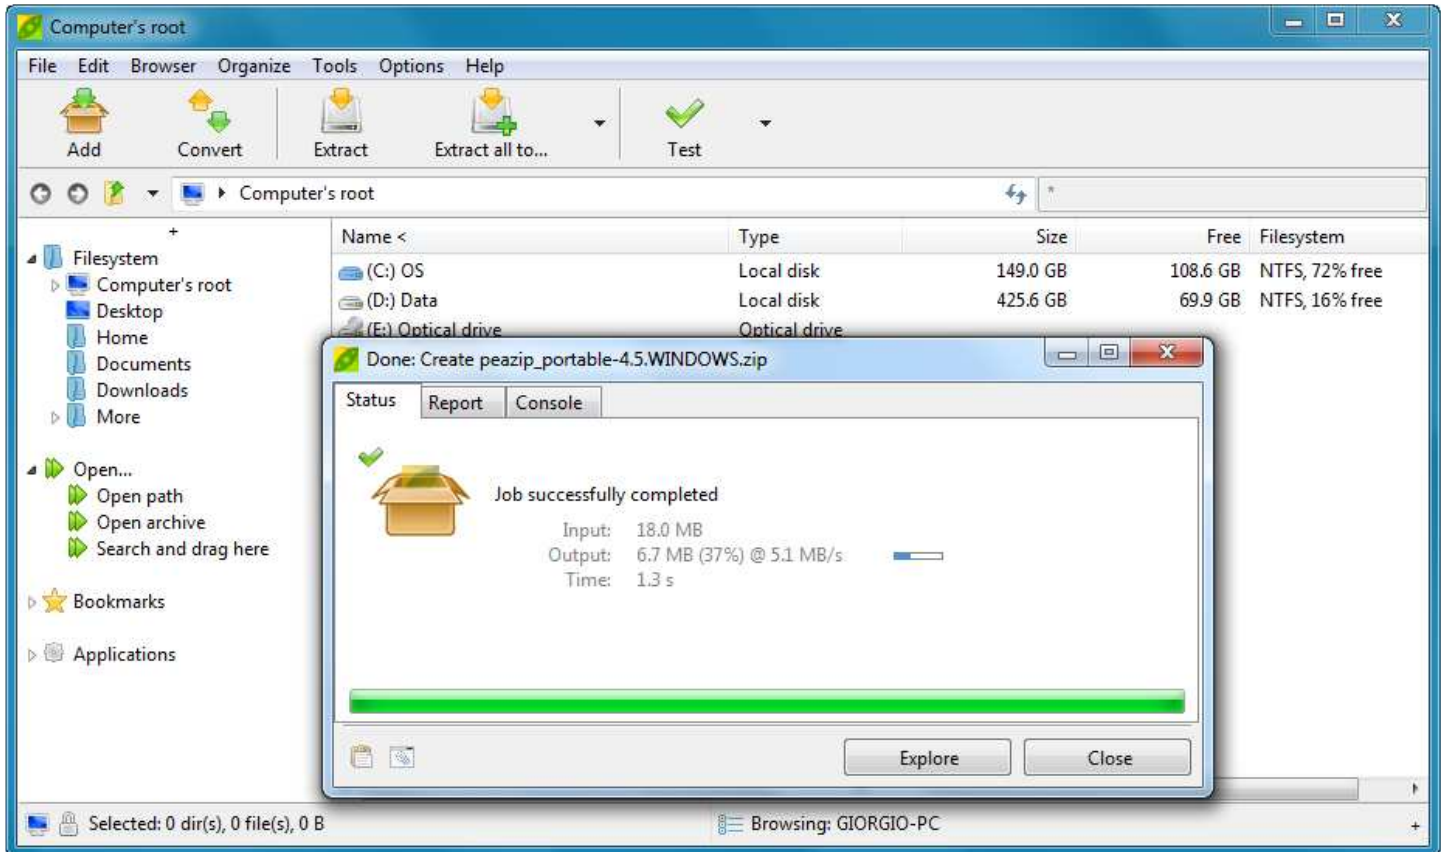 Computer's root
File Edit Browser Organize Tools Options Help
Add Convert Extract Extract all to... Test
Computer's root *
+ Name < Type Size Free Filesystem
Filesystem
(C:) OS Local disk 149.0 GB 108.6 GB NTFS, 72% free
Computer's root
(D:) Data Local disk 425.6 GB 69.9 GB NTFS, 16% free
Desktop
(E:) Optical drive Optical drive
Home
Documents
Downloads
More
Open...
Open path
Open archive
Search and drag here
Bookmarks
Applications
Done: Create peazip_portable-4.5.WINDOWS.zip
Status Report Console
Job successfully completed
Input: 18.0 MB
Output: 6.7 MB (37%) @ 5.1 MB/s
Time: 1.3 s
Explore Close
Selected: 0 dir(s), 0 file(s), 0 B Browsing: GIORGIO-PC +